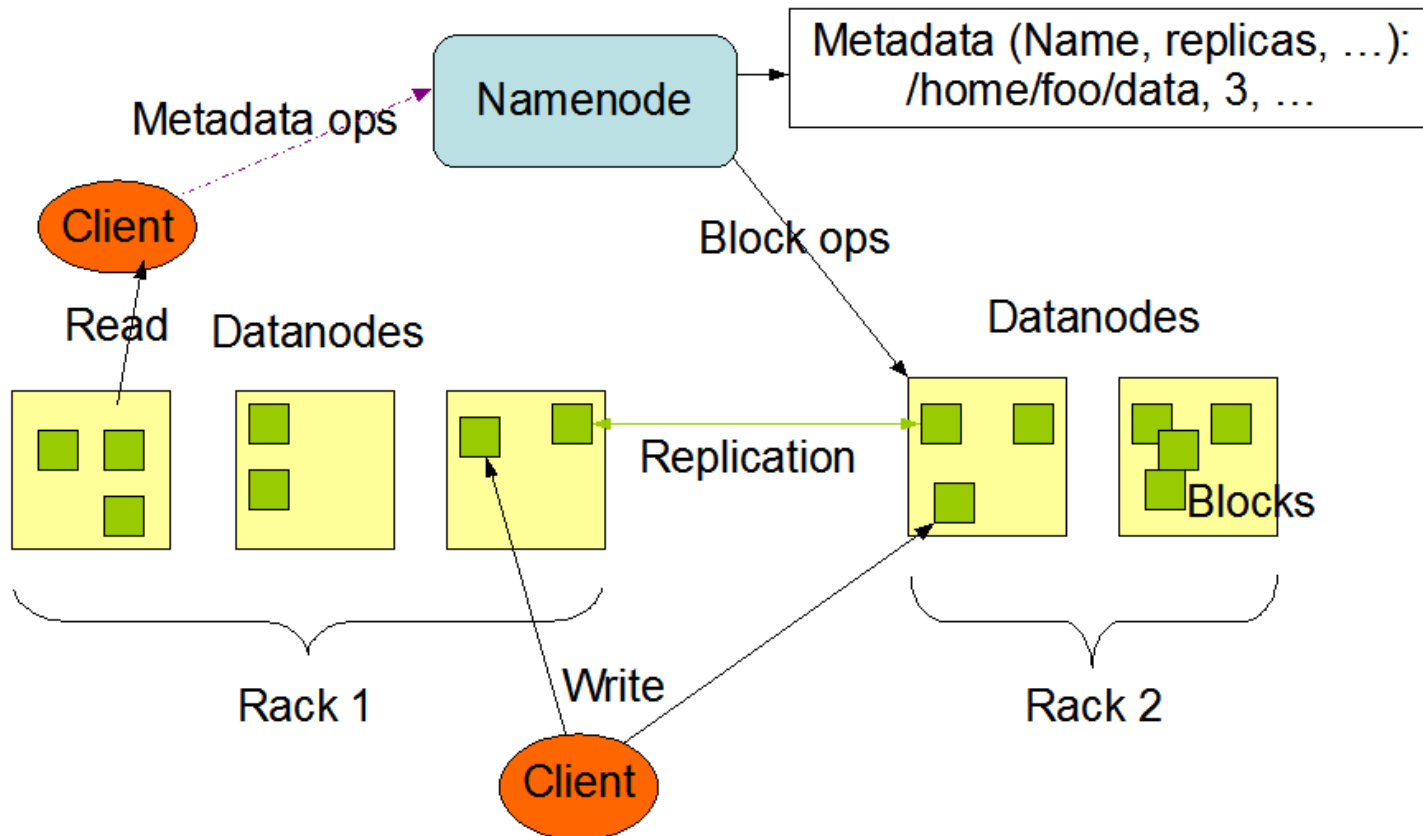 Metadata (Name, replicas, …):
/home/foo/data, 3, …
Namenode
Metadata ops
Client
Block ops
Read
Datanodes
Datanodes
Replication
Blocks
Rack 1
Write
Rack 2
Client